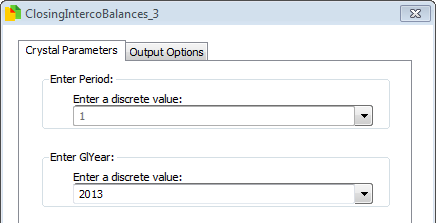 ClosingIntercoBalances_3
Crystal Parameters Output Options
Enter Period:
Enter a discrete value:
1
Enter GlYear:
Enter a discrete value:
2013